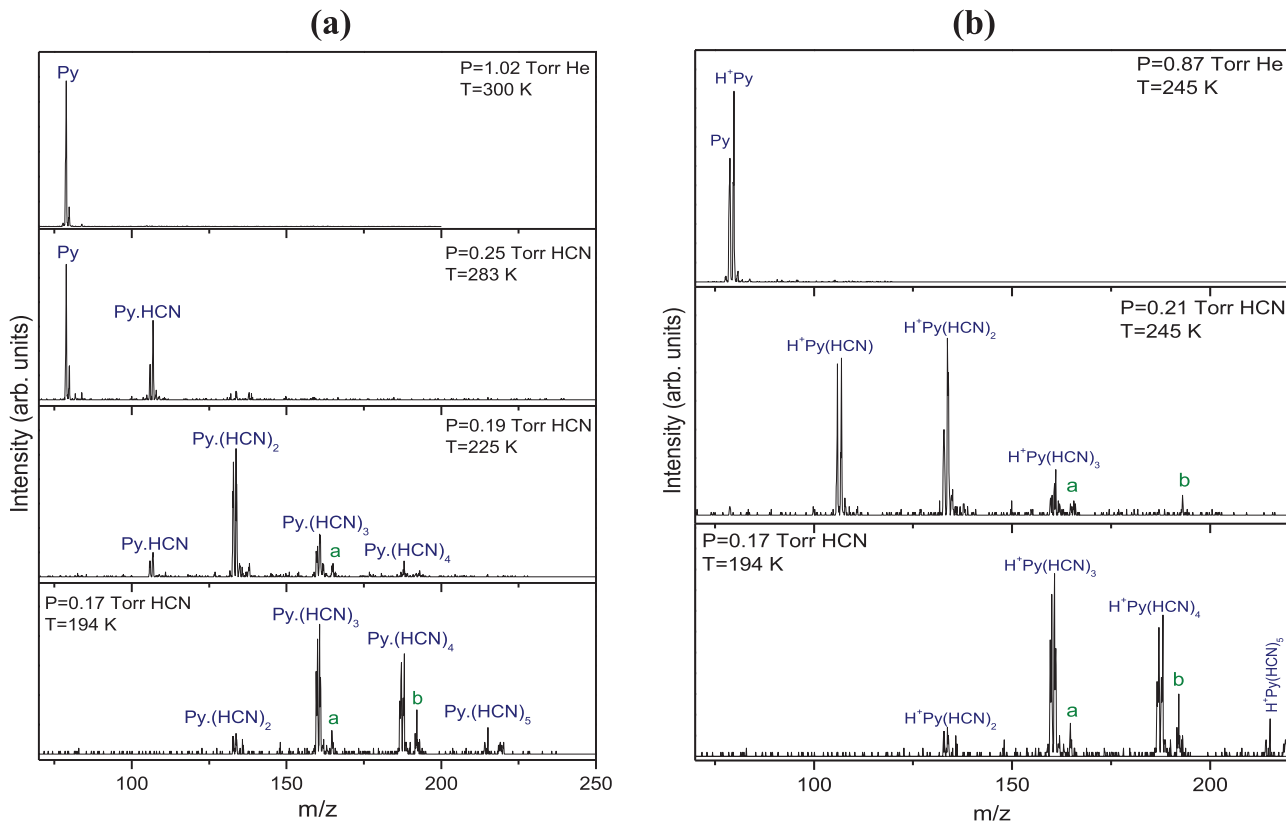 (a)
Py
P=1.02 Torr He
T=300 K
Py
Py.HCN
P=0.25 Torr HCN
T=283 K
Py.HCN
Py.(HCN)₂
Py.(HCN)₃
a
Py.(HCN)₄
P=0.19 Torr HCN
T=225 K
P=0.17 Torr HCN
T=194 K
Py.(HCN)₂
Py.(HCN)₃
a
Py.(HCN)₄
b
Py.(HCN)₅
100
150
200
250
m/z
Intensity (arb. units)
(b)
H⁺Py
Py
P=0.87 Torr He
T=245 K
H⁺Py(HCN)
H⁺Py(HCN)₂
H⁺Py(HCN)₃
a
b
P=0.21 Torr HCN
T=245 K
P=0.17 Torr HCN
T=194 K
H⁺Py(HCN)₂
H⁺Py(HCN)₃
a
H⁺Py(HCN)₄
b
H⁺Py(HCN)₅
100
150
200
m/z
Intensity (arb. units)